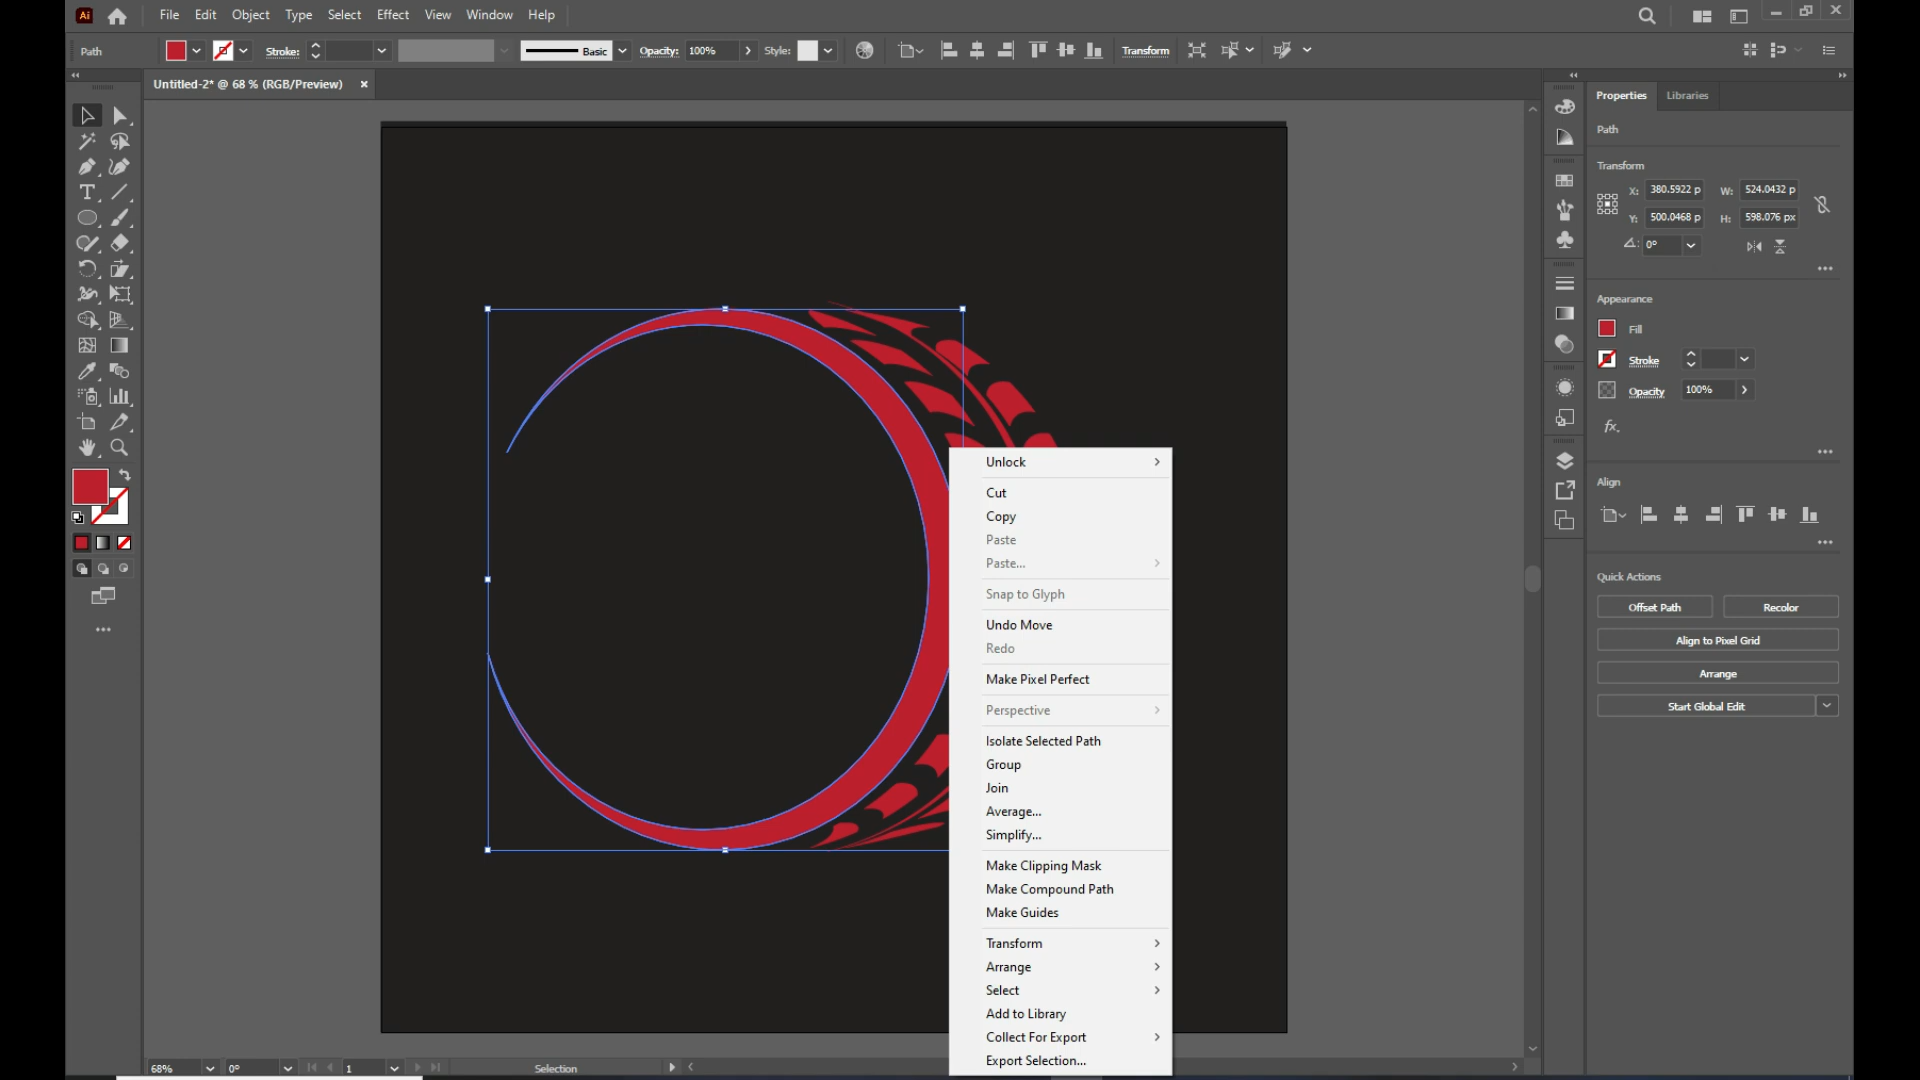 Ai File Edit Object Type Select Effect View Window Help
Path Stroke: Basic Opacity: 100% Style: Transform
Untitled-2* @ 68 % (RGB/Preview)
Properties Libraries
Path
Transform
X: 380.5922 p W: 524.0432 p
Y: 500.0468 p H: 598.076 px
0°
Appearance
Fill
Stroke
Opacity 100%
fx.
Align
Quick Actions
Offset Path Recolor
Align to Pixel Grid
Arrange
Start Global Edit
Unlock
Cut
Copy
Paste
Paste...
Snap to Glyph
Undo Move
Redo
Make Pixel Perfect
Perspective
Isolate Selected Path
Group
Join
Average...
Simplify...
Make Clipping Mask
Make Compound Path
Make Guides
Transform
Arrange
Select
Add to Library
Collect For Export
Export Selection...
68% 0° 1 Selection